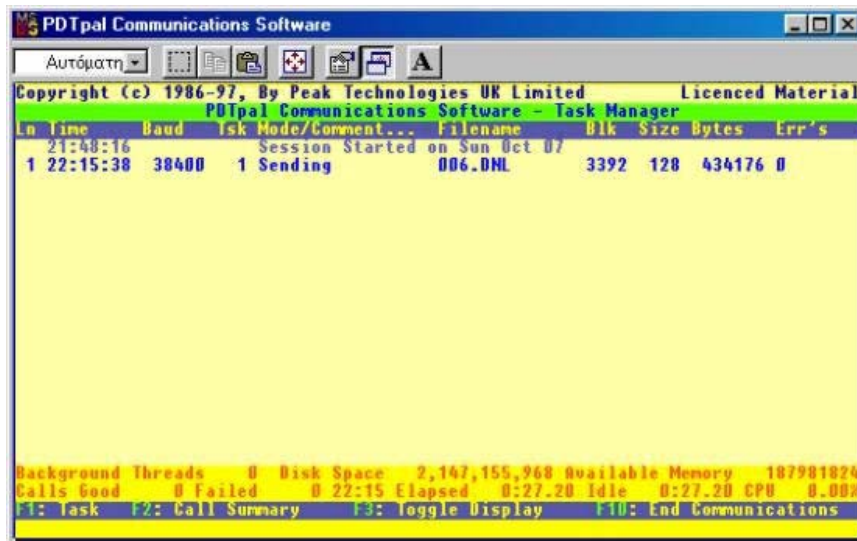 PDTpal Communications Software
Αυτόματη
A
Copyright (c) 1986-97, By Peak Technologies UK Limited Licenced Material
PDTpal Communications Software - Task Manager
Ln Time Baud Tsk Mode/Comment... Filename Blk Size Bytes Err's
21:48:16 Session Started on Sun Oct 07
1 22:15:38 38400 1 Sending 006.DNL 3392 128 434176 0
Background Threads 0 Disk Space 2,147,155,968 Available Memory 187981824
Calls Good 0 Failed 0 22:15 Elapsed 0:27.20 Idle 0:27.20 CPU 0.00%
F1: Task F2: Call Summary F3: Toggle Display F10: End Communications